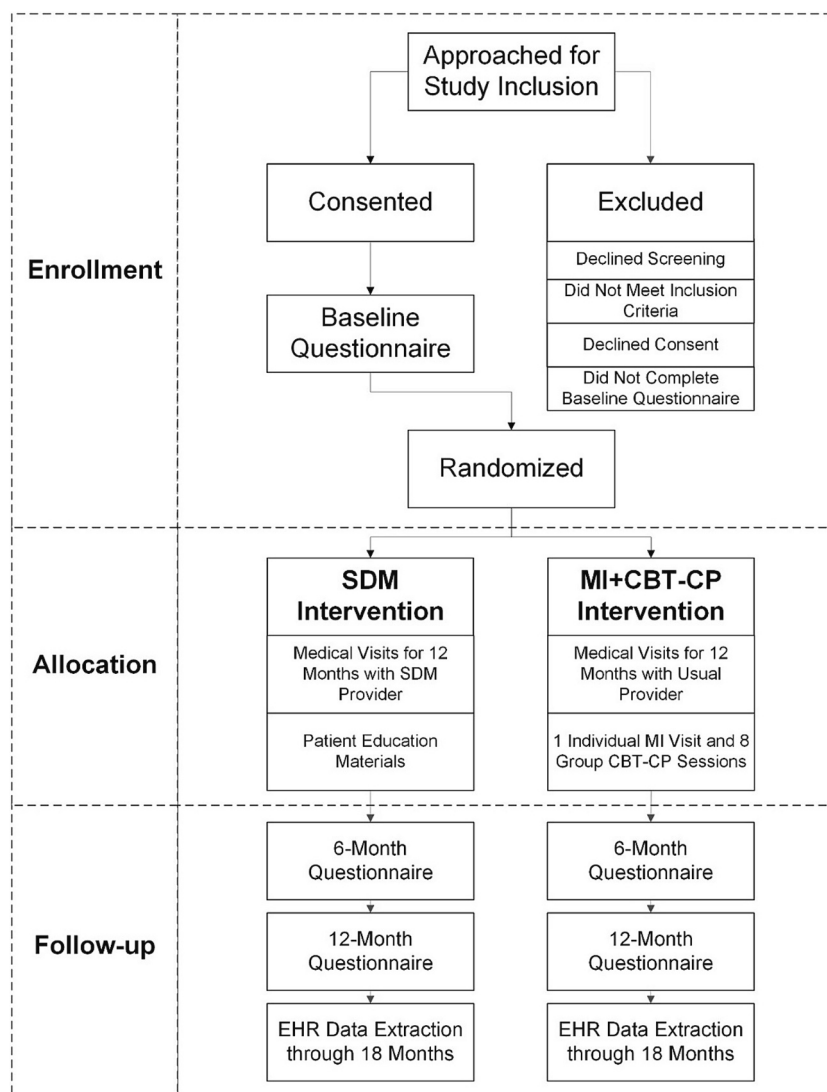 Approached for
Study Inclusion
Consented
Excluded
Declined Screening
Did Not Meet Inclusion
Criteria
Declined Consent
Did Not Complete
Baseline Questionnaire
Enrollment
Baseline
Questionnaire
Randomized
Allocation
SDM
Intervention
Medical Visits for 12
Months with SDM
Provider
Patient Education
Materials
MI+CBT-CP
Intervention
Medical Visits for 12
Months with Usual
Provider
1 Individual MI Visit and 8
Group CBT-CP Sessions
Follow-up
6-Month
Questionnaire
12-Month
Questionnaire
EHR Data Extraction
through 18 Months
6-Month
Questionnaire
12-Month
Questionnaire
EHR Data Extraction
through 18 Months